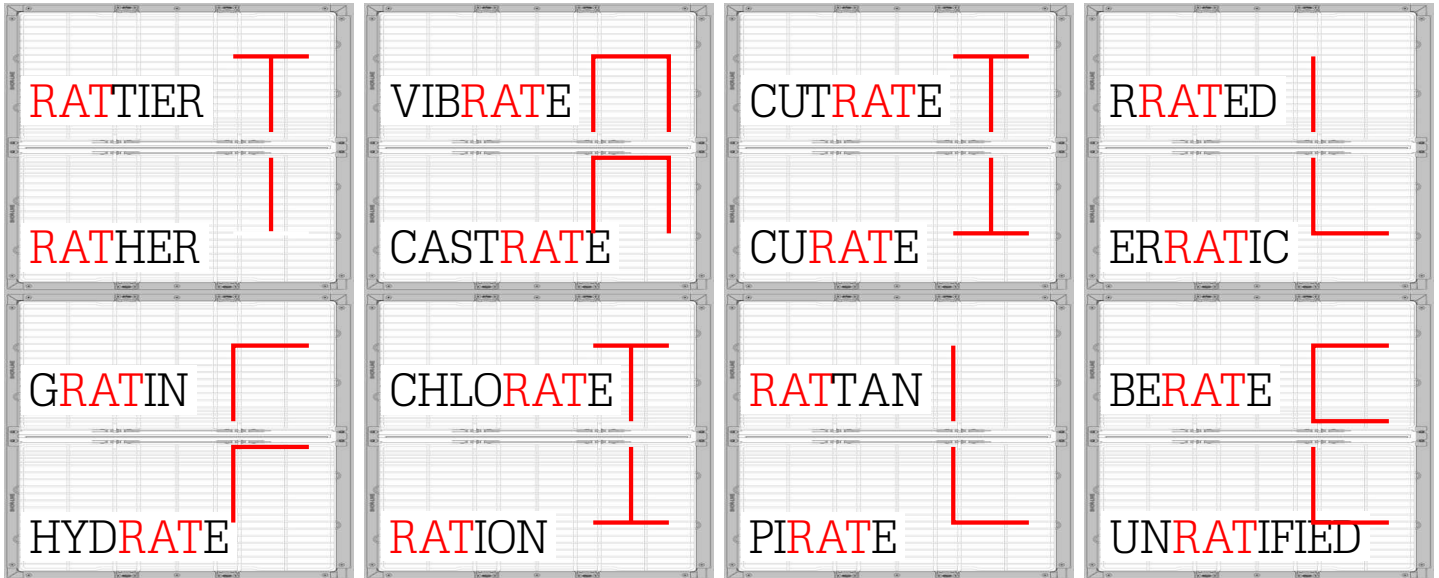 RATTIER VIBRATE CUTRATE RRATED
RATHER CASTRATE CURATE ERRATIC
GRATIN CHLORATE RATTAN BERATE
HYDRATE RATION PIRATE UNRATIFIED